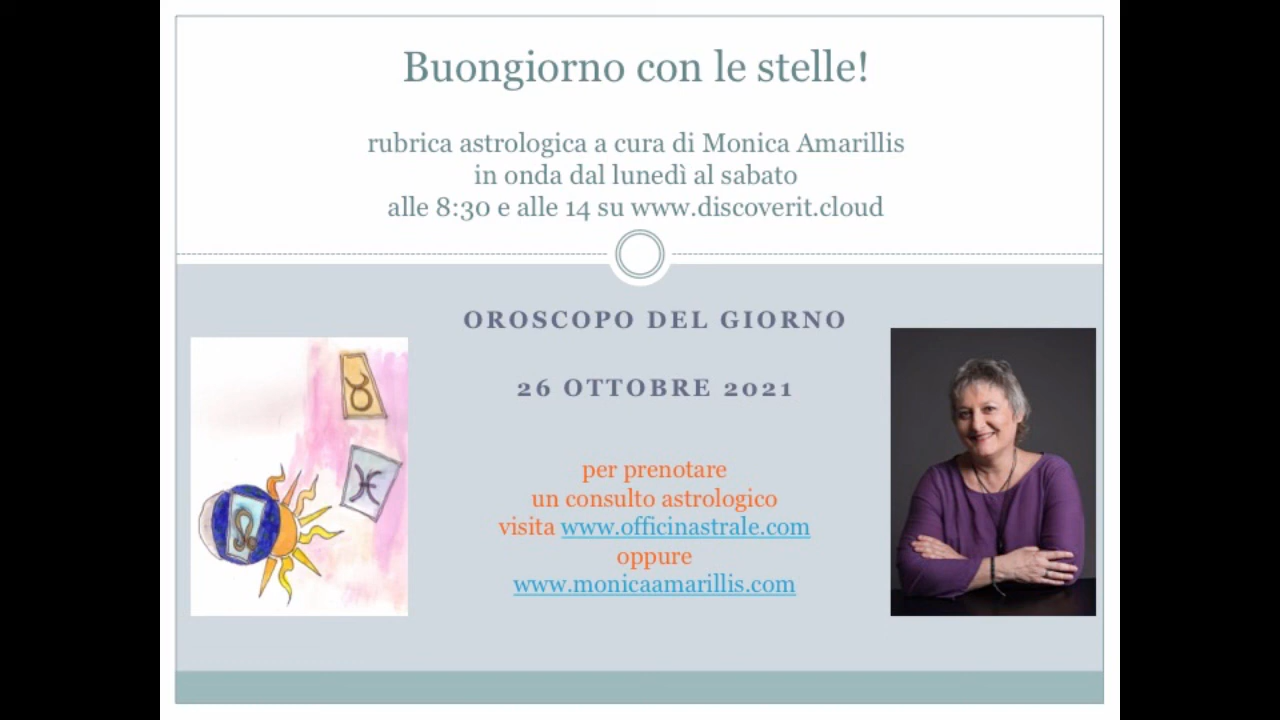 Buongiorno con le stelle!
rubrica astrologica a cura di Monica Amarillis
in onda dal lunedì al sabato
alle 8:30 e alle 14 su www.discoverit.cloud
OROSCOPO DEL GIORNO
26 OTTOBRE 2021
per prenotare
un consulto astrologico
visita www.officinastrale.com
oppure
www.monicaamarillis.com